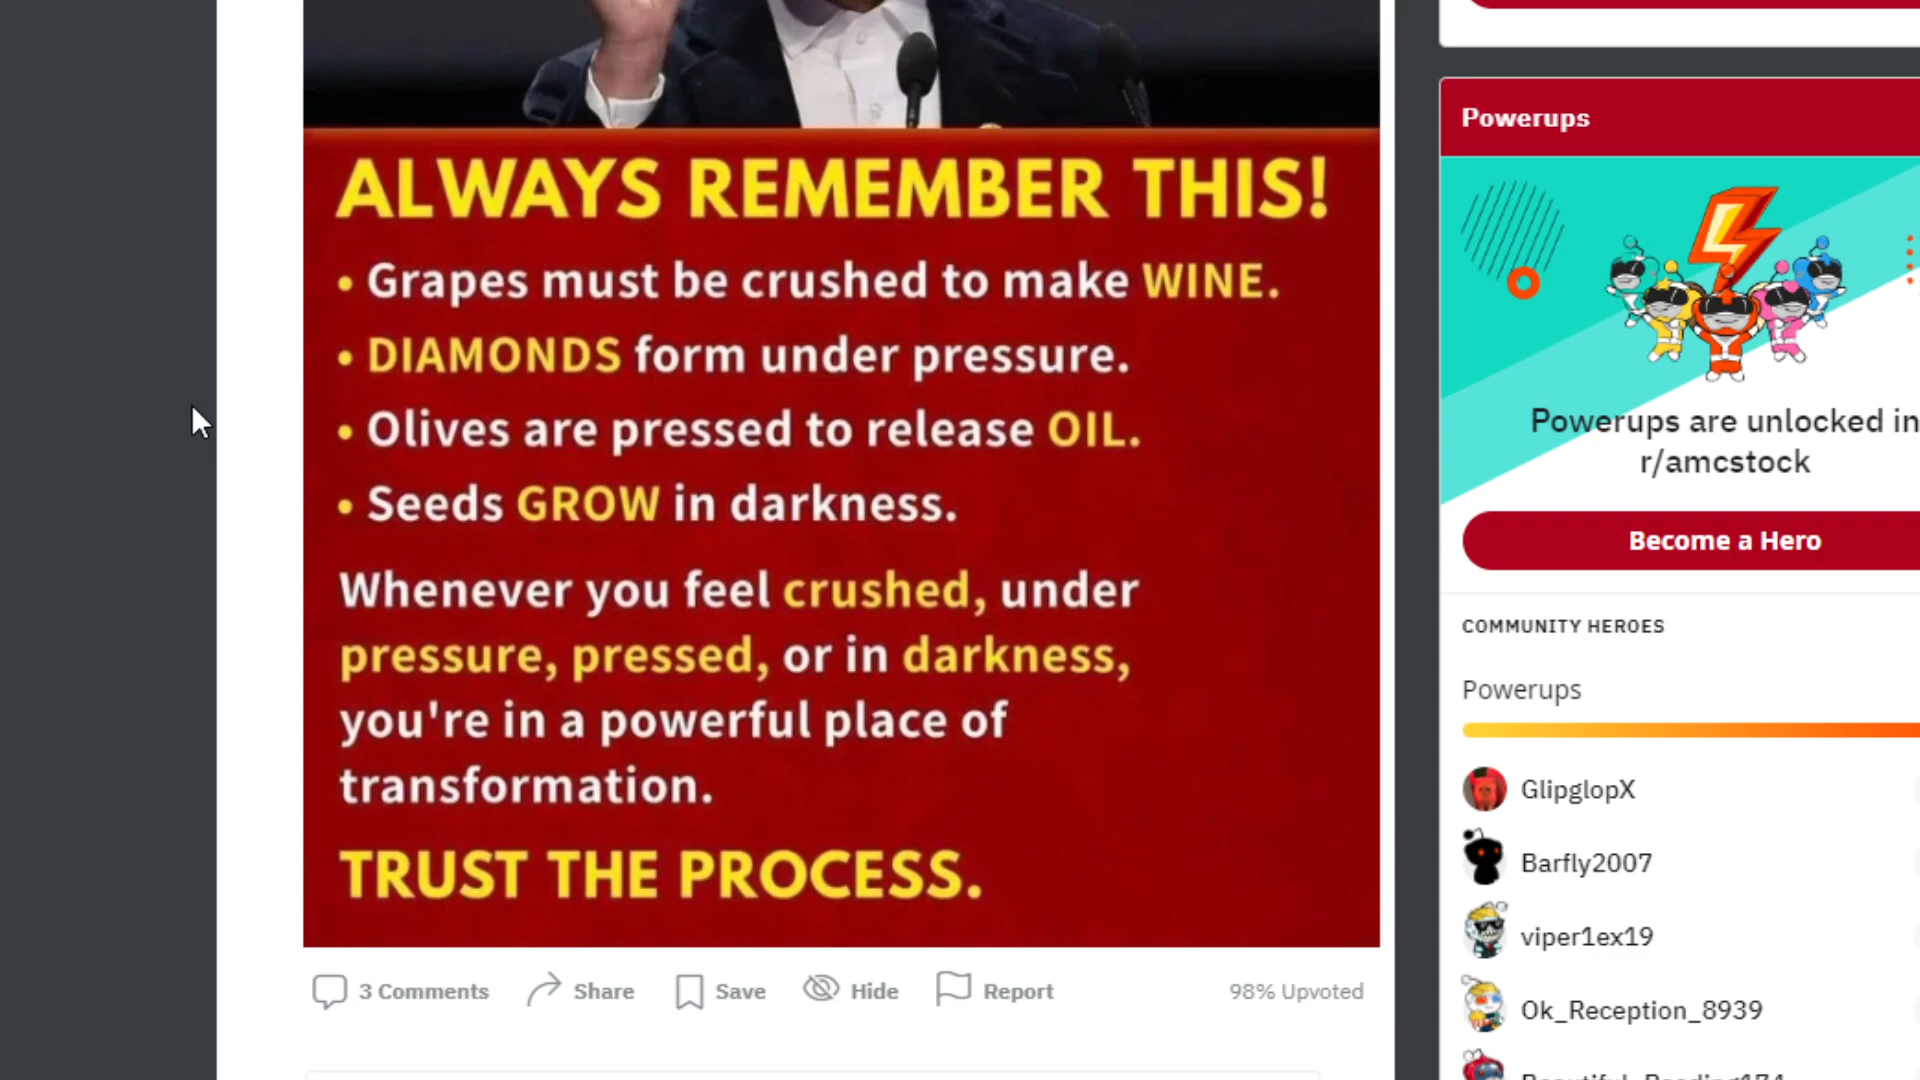 ALWAYS REMEMBER THIS!
• Grapes must be crushed to make WINE.
• DIAMONDS form under pressure.
• Olives are pressed to release OIL.
• Seeds GROW in darkness.
Whenever you feel crushed, under
pressure, pressed, or in darkness,
you're in a powerful place of
transformation.
TRUST THE PROCESS.
3 Comments Share Save Hide Report 98% Upvoted
Powerups
Powerups are unlocked in
r/amcstock
Become a Hero
COMMUNITY HEROES
Powerups
GlipglopX
Barfly2007
viper1ex19
Ok_Reception_8939